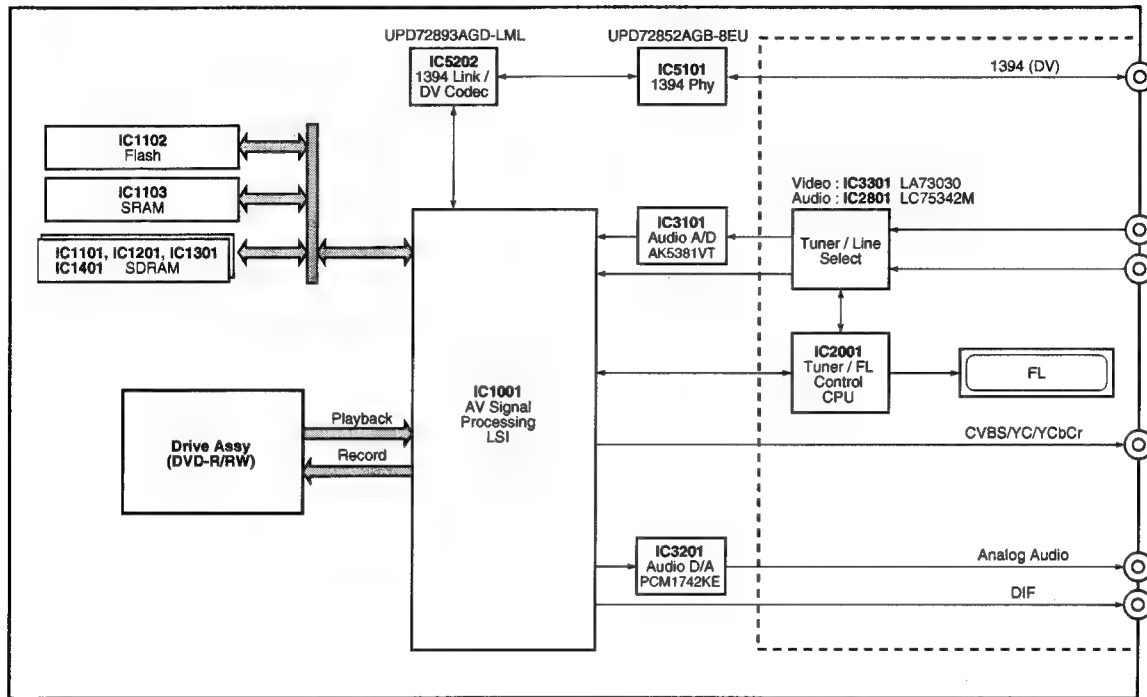 UPD72893AGD-LML
UPD72852AGB-8EU
IC5202
1394 Link /
DV Codec
IC5101
1394 Phy
1394 (DV)
IC1102
Flash
IC1103
SRAM
IC1101, IC1201, IC1301
IC1401 SDRAM
Video : IC3301 LA73030
Audio : IC2801 LC75342M
IC3101
Audio A/D
AK5381VT
Tuner / Line
Select
IC2001
Tuner / FL
Control
CPU
FL
IC1001
AV Signal
Processing
LSI
Drive Assy
(DVD-R/RW)
Playback
Record
CVBS/YC/YCbCr
IC3201
Audio D/A
PCM1742KE
Analog Audio
DIF